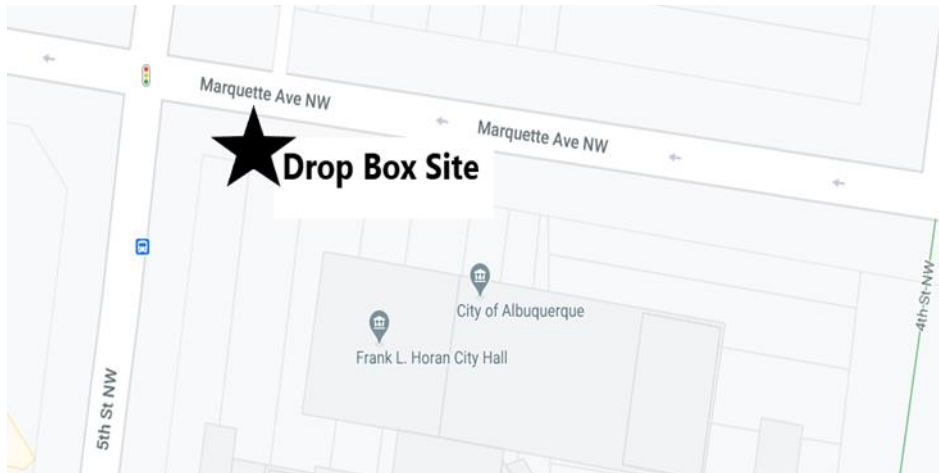 Marquette Ave NW
Marquette Ave NW
Drop Box Site
City of Albuquerque
4th St NW
Frank L. Horan City Hall
5th St NW